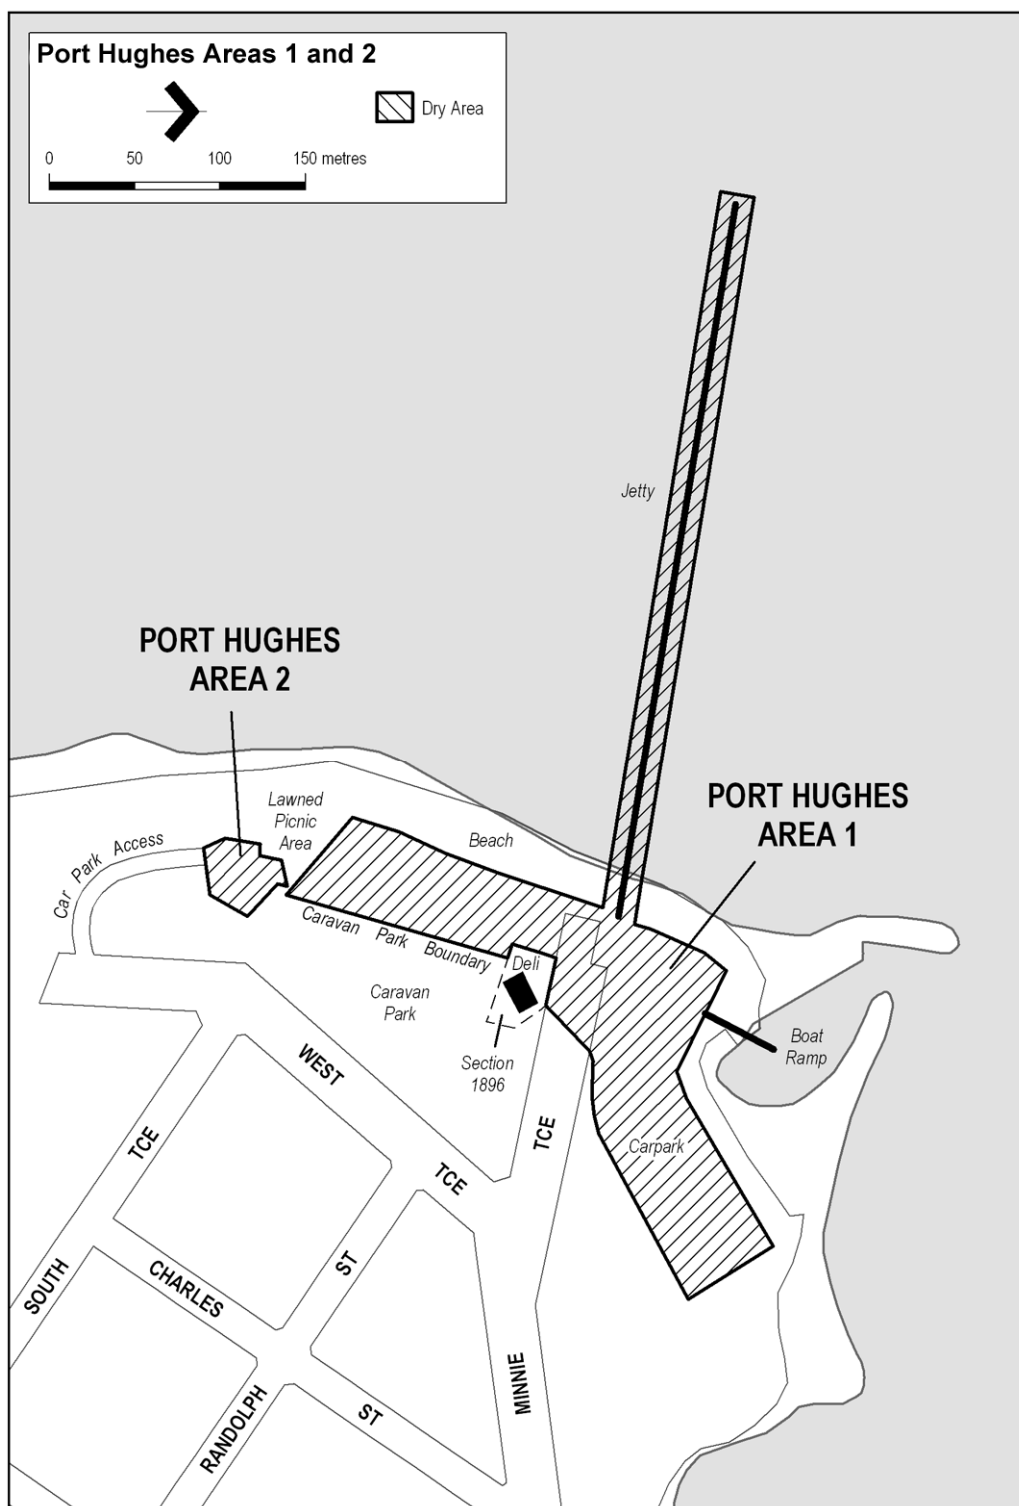 Port Hughes Areas 1 and 2
Dry Area
0 50 100 150 metres
Jetty
PORT HUGHES
AREA 2
PORT HUGHES
AREA 1
Lawned
Picnic
Area
Beach
Car Park Access
Caravan Park Boundary
Deli
Caravan
Park
Section
1896
Boat
Ramp
Carpark
WEST
TCE
TCE
TCE
SOUTH
CHARLES
ST
ST
RANDOLPH
MINNIE